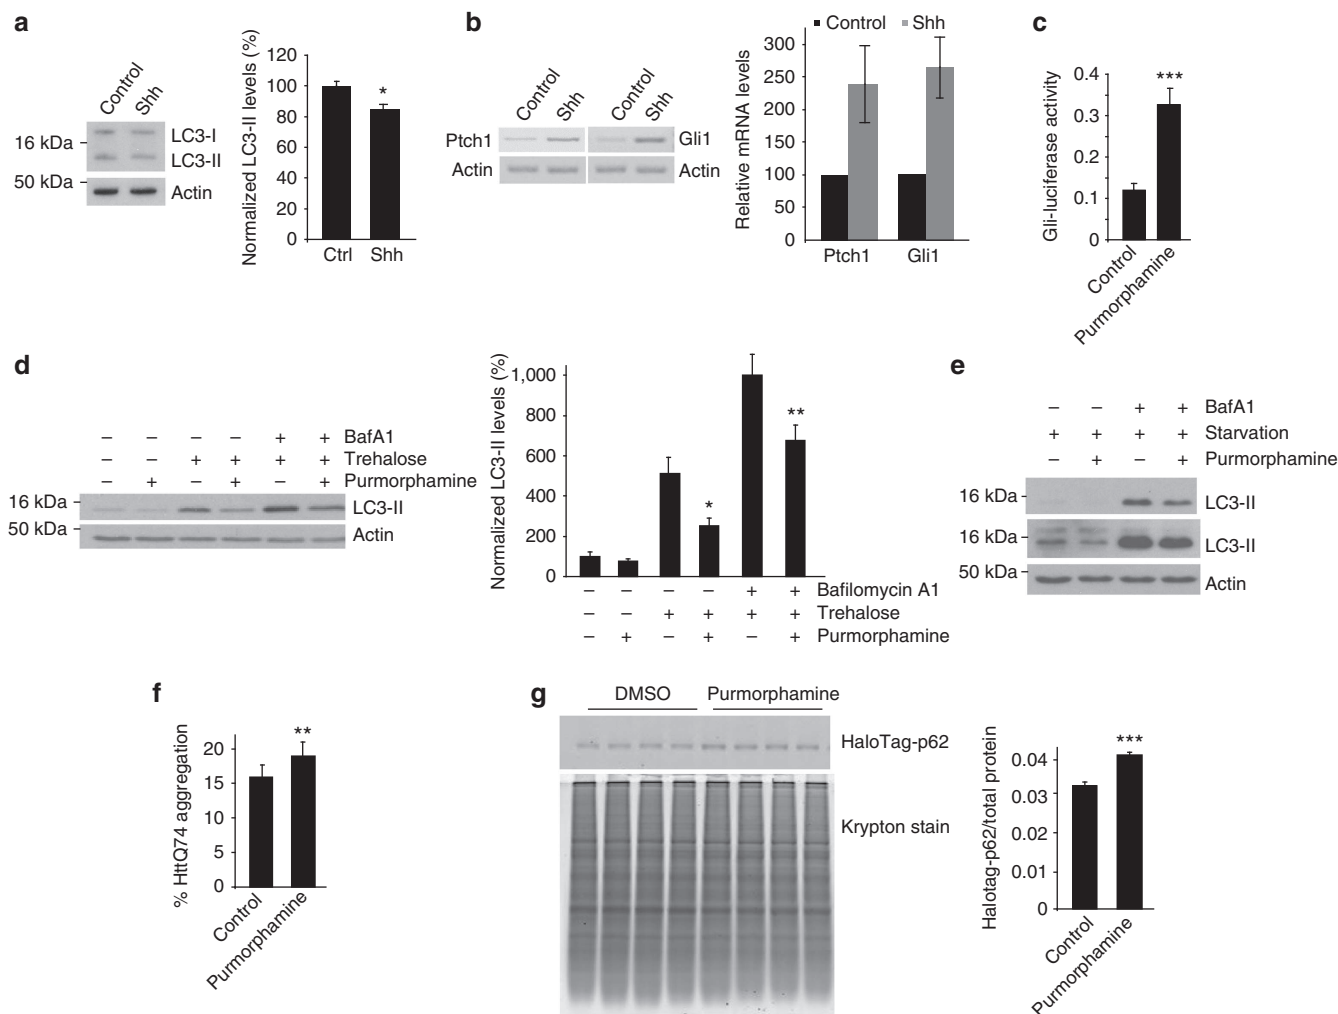 a
Control
Shh
16 kDa
LC3-I
LC3-II
50 kDa
Actin
Normalized LC3-II levels (%)
120
100
80
60
40
20
0
*
Ctrl Shh
b
Control
Shh
Control
Shh
Ptch1
Gli1
Actin
Actin
Control Shh
Relative mRNA levels
300
250
200
150
100
50
0
Ptch1 Gli1
c
Gli-luciferase activity
0.4
0.3
0.2
0.1
0
***
Control
Purmorphamine
d
– – – – + + BafA1
– – + + + + Trehalose
– + – + – + Purmorphamine
16 kDa
LC3-II
50 kDa
Actin
Normalized LC3-II levels (%)
1,000
800
600
400
200
0
*
**
– – – – + + Bafilomycin A1
– – + + + + Trehalose
– + – + – + Purmorphamine
e
– – + + BafA1
+ + + + Starvation
– + – + Purmorphamine
16 kDa
LC3-II
16 kDa
LC3-II
50 kDa
Actin
f
% HttQ74 aggregation
20
15
10
5
0
**
Control
Purmorphamine
g
DMSO Purmorphamine
HaloTag-p62
Krypton stain
Halotag-p62/total protein
0.04
0.03
0.02
0.01
0
***
Control
Purmorphamine